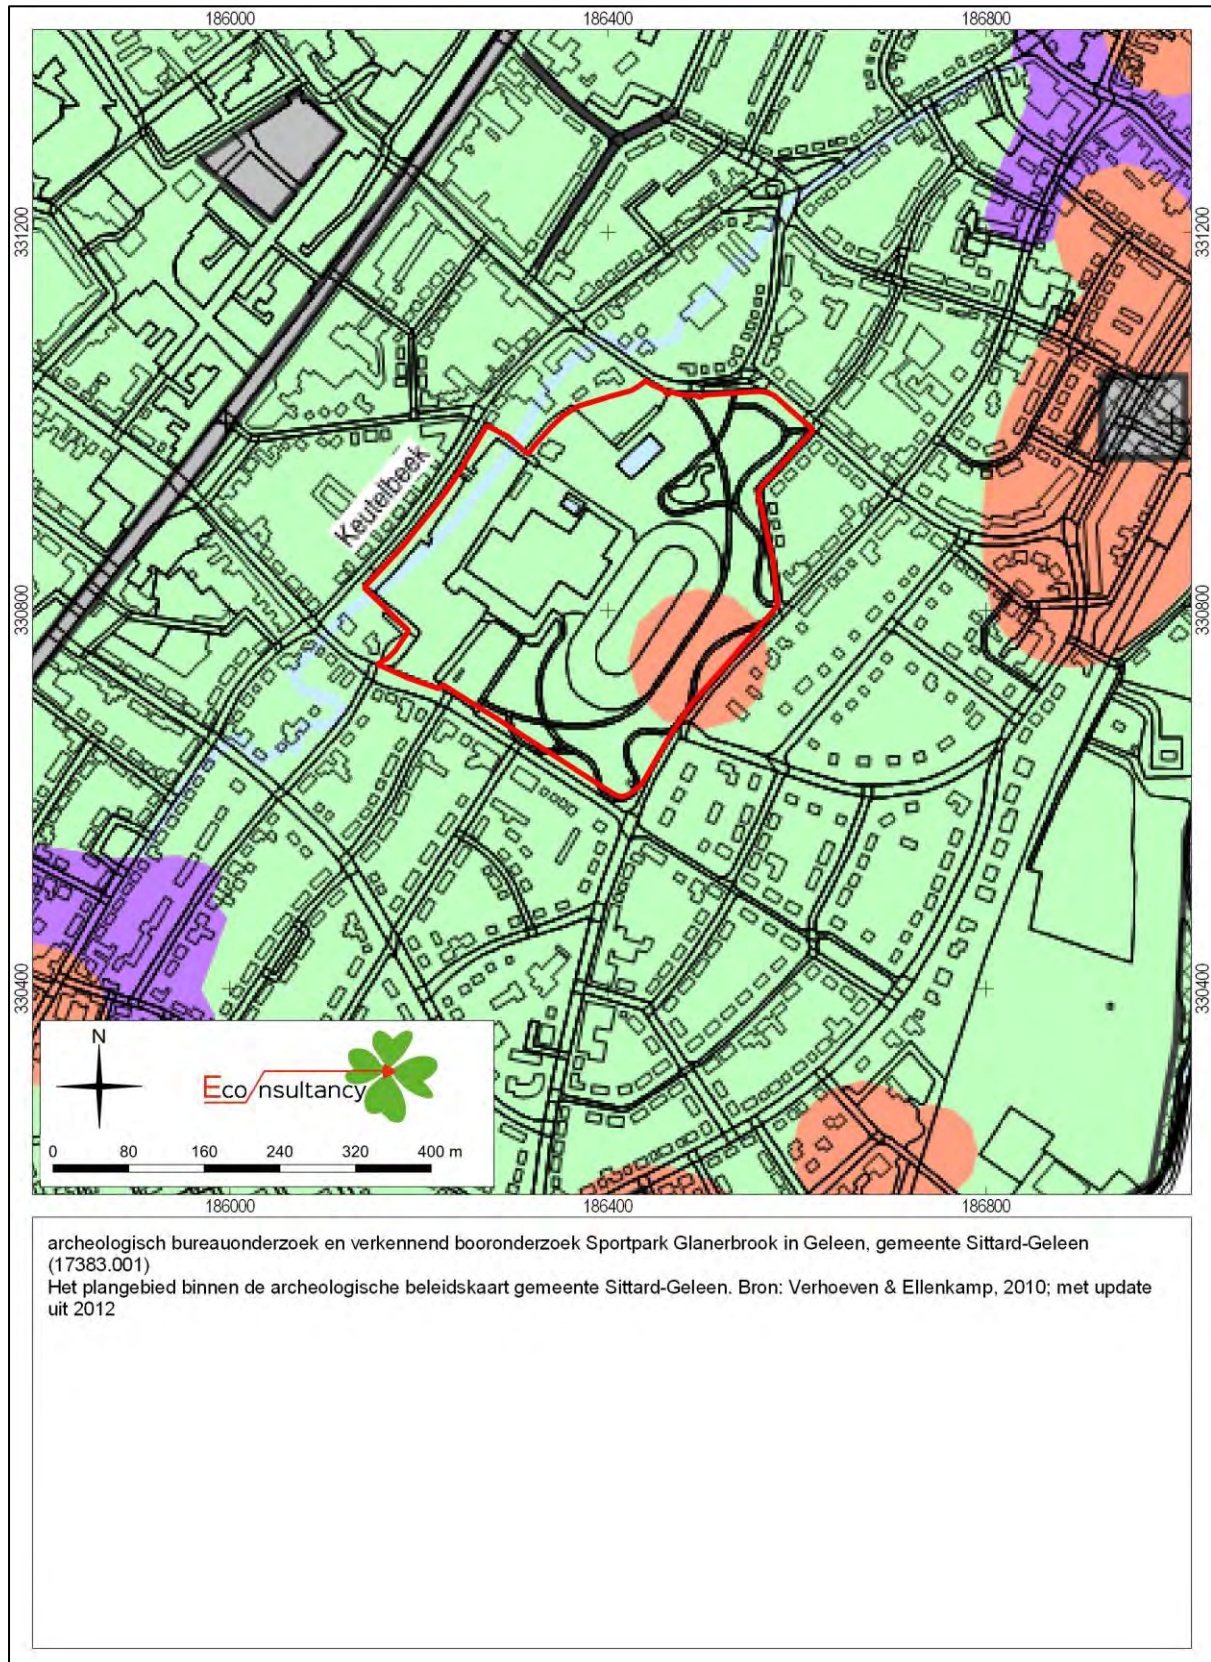 186000 186400 186800
331200 331200
Keutelbeek
330800 330800
330400 330400
N
Econsultancy
0 80 160 240 320 400 m
186000 186400 186800
archeologisch bureauonderzoek en verkennend booronderzoek Sportpark Glanerbrook in Geleen, gemeente Sittard-Geleen
(17383.001)
Het plangebied binnen de archeologische beleidskaart gemeente Sittard-Geleen. Bron: Verhoeven & Ellenkamp, 2010; met update
uit 2012